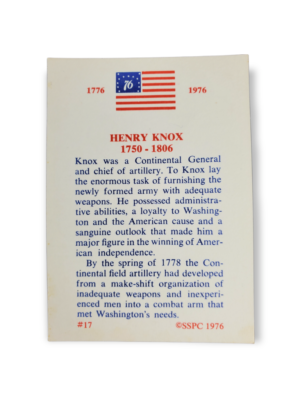 76
1776 1976
HENRY KNOX
1750 - 1806
Knox was a Continental General
and chief of artillery. To Knox lay
the enormous task of furnishing the
newly formed army with adequate
weapons. He possessed administra-
tive abilities, a loyalty to Washing-
ton and the American cause and a
sanguine outlook that made him a
major figure in the winning of Amer-
ican independence.
By the spring of 1778 the Con-
tinental field artillery had developed
from a make-shift organization of
inadequate weapons and inexperi-
enced men into a combat arm that
met Washington's needs.
#17 ©SSPC 1976